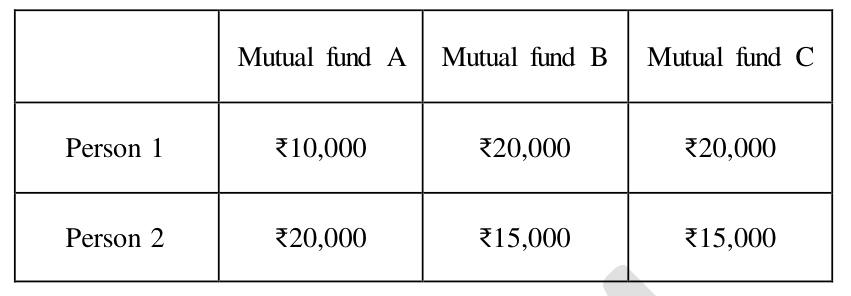 Mutual fund A Mutual fund B Mutual fund C
Person 1 ₹10,000 ₹20,000 ₹20,000
Person 2 ₹20,000 ₹15,000 ₹15,000